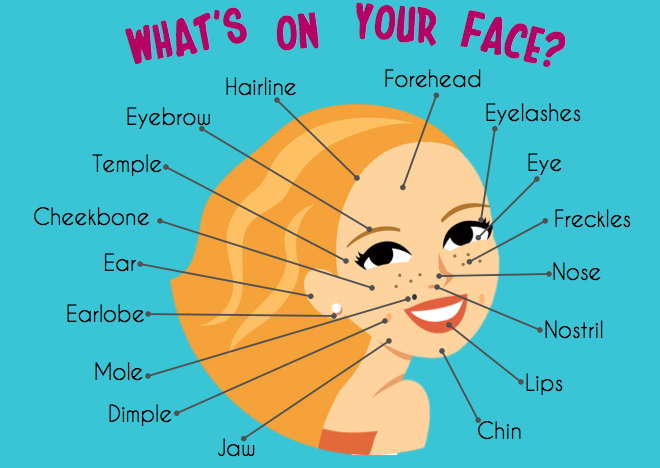 WHAT'S ON YOUR FACE?
Hairline
Forehead
Eyebrow
Eyelashes
Temple
Eye
Cheekbone
Freckles
Ear
Nose
Earlobe
Nostril
Mole
Lips
Dimple
Chin
Jaw